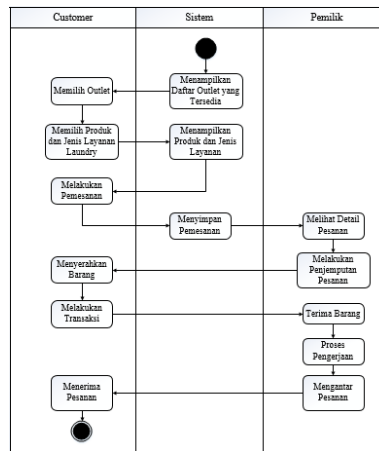 Customer
Sistem
Pemilik
Menampilkan
Daftar Outlet yang
Tersedia
Memilih Outlet
Memilih Produk
dan Jenis Layanan
Laundry
Menampilkan
Produk dan Jenis
Layanan
Melakukan
Pemesanan
Menyimpan
Pemesanan
Melihat Detail
Pesanan
Melakukan
Penjemputan
Pesanan
Menyerahkan
Barang
Melakukan
Transaksi
Terima Barang
Proses
Pengerjaan
Mengantar
Pesanan
Menerima
Pesanan